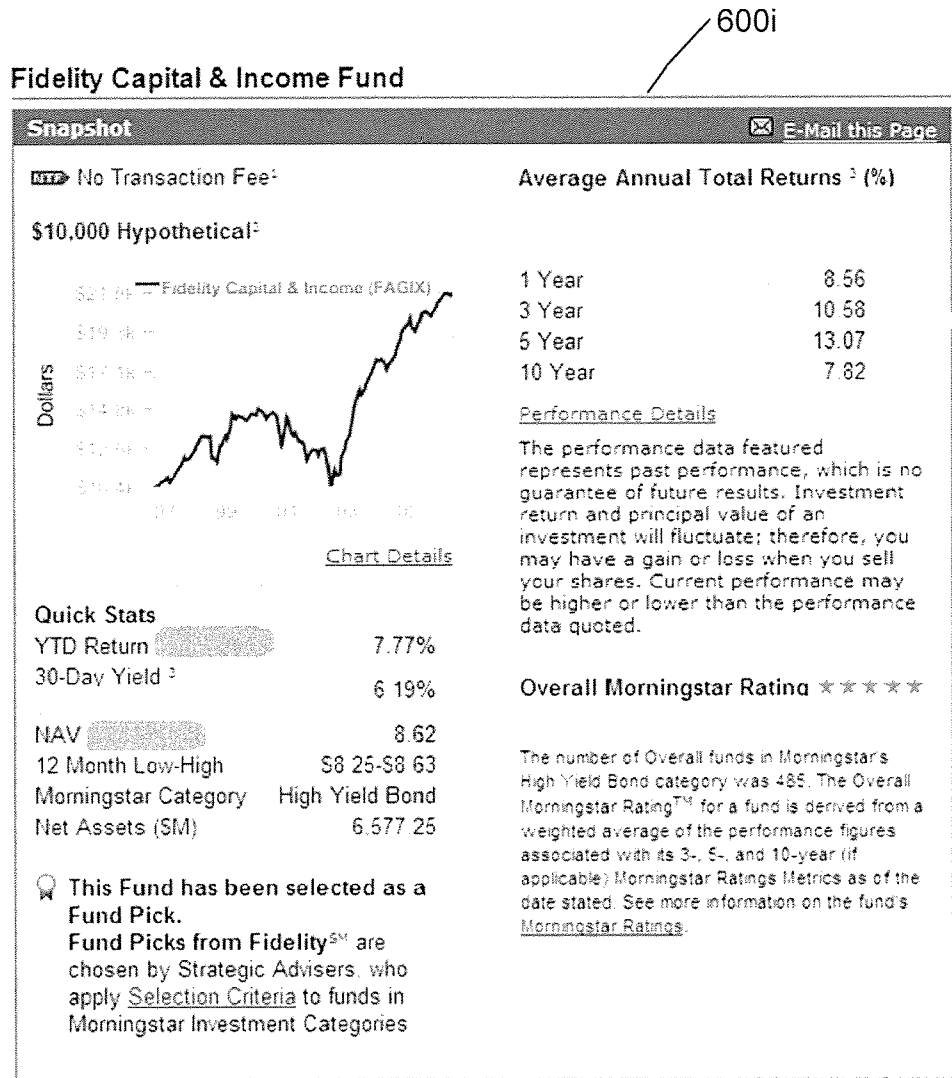 600i
Fidelity Capital & Income Fund
Snapshot
E-Mail this Page
NTF No Transaction Fee
$10,000 Hypothetical
Fidelity Capital & Income (FAGIX)
Dollars
Chart Details
Quick Stats
YTD Return 7.77%
30-Day Yield 3
6 19%
NAV 8.62
12 Month Low-High $8 25-$8 63
Morningstar Category High Yield Bond
Net Assets ($M) 6.577 25
This Fund has been selected as a
Fund Pick.
Fund Picks from Fidelity℠ are
chosen by Strategic Advisers, who
apply Selection Criteria to funds in
Morningstar Investment Categories
Average Annual Total Returns 3 (%)
1 Year 8.56
3 Year 10 58
5 Year 13.07
10 Year 7.82
Performance Details
The performance data featured
represents past performance, which is no
guarantee of future results. Investment
return and principal value of an
investment will fluctuate; therefore, you
may have a gain or loss when you sell
your shares. Current performance may
be higher or lower than the performance
data quoted.
Overall Morningstar Rating
The number of Overall funds in Morningstar's
High Yield Bond category was 485. The Overall
Morningstar Rating™ for a fund is derived from a
weighted average of the performance figures
associated with its 3-, 5-, and 10-year (if
applicable) Morningstar Ratings Metrics as of the
date stated. See more information on the fund's
Morningstar Ratings.